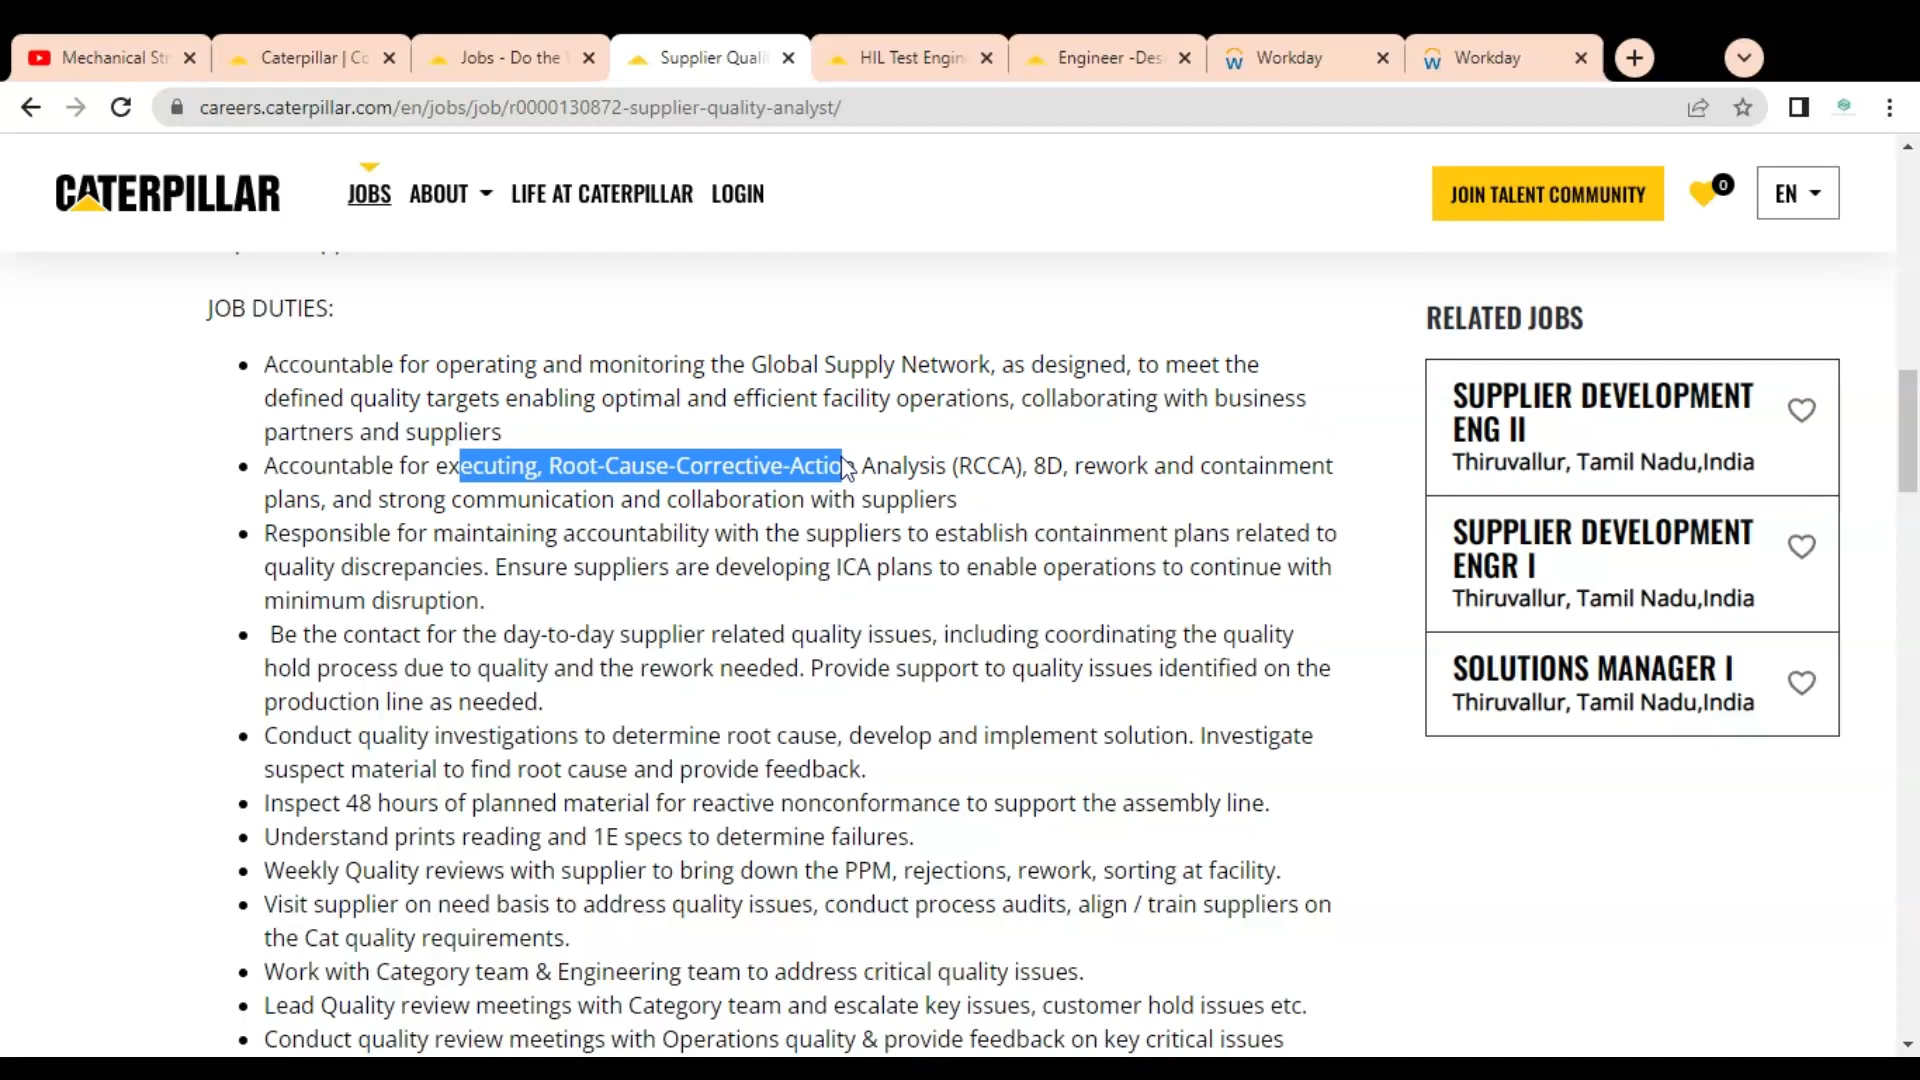 Mechanical Str
Caterpillar | Co
Jobs - Do the W
Supplier Quali
HIL Test Engin
Engineer -Des
Workday
Workday
careers.caterpillar.com/en/jobs/job/r0000130872-supplier-quality-analyst/
CATERPILLAR
JOBS
ABOUT
LIFE AT CATERPILLAR
LOGIN
JOIN TALENT COMMUNITY
0
EN
JOB DUTIES:
• Accountable for operating and monitoring the Global Supply Network, as designed, to meet the
defined quality targets enabling optimal and efficient facility operations, collaborating with business
partners and suppliers
• Accountable for executing, Root-Cause-Corrective-Action Analysis (RCCA), 8D, rework and containment
plans, and strong communication and collaboration with suppliers
• Responsible for maintaining accountability with the suppliers to establish containment plans related to
quality discrepancies. Ensure suppliers are developing ICA plans to enable operations to continue with
minimum disruption.
• Be the contact for the day-to-day supplier related quality issues, including coordinating the quality
hold process due to quality and the rework needed. Provide support to quality issues identified on the
production line as needed.
• Conduct quality investigations to determine root cause, develop and implement solution. Investigate
suspect material to find root cause and provide feedback.
• Inspect 48 hours of planned material for reactive nonconformance to support the assembly line.
• Understand prints reading and 1E specs to determine failures.
• Weekly Quality reviews with supplier to bring down the PPM, rejections, rework, sorting at facility.
• Visit supplier on need basis to address quality issues, conduct process audits, align / train suppliers on
the Cat quality requirements.
• Work with Category team & Engineering team to address critical quality issues.
• Lead Quality review meetings with Category team and escalate key issues, customer hold issues etc.
• Conduct quality review meetings with Operations quality & provide feedback on key critical issues
RELATED JOBS
SUPPLIER DEVELOPMENT
ENG II
Thiruvallur, Tamil Nadu,India
SUPPLIER DEVELOPMENT
ENGR I
Thiruvallur, Tamil Nadu,India
SOLUTIONS MANAGER I
Thiruvallur, Tamil Nadu,India